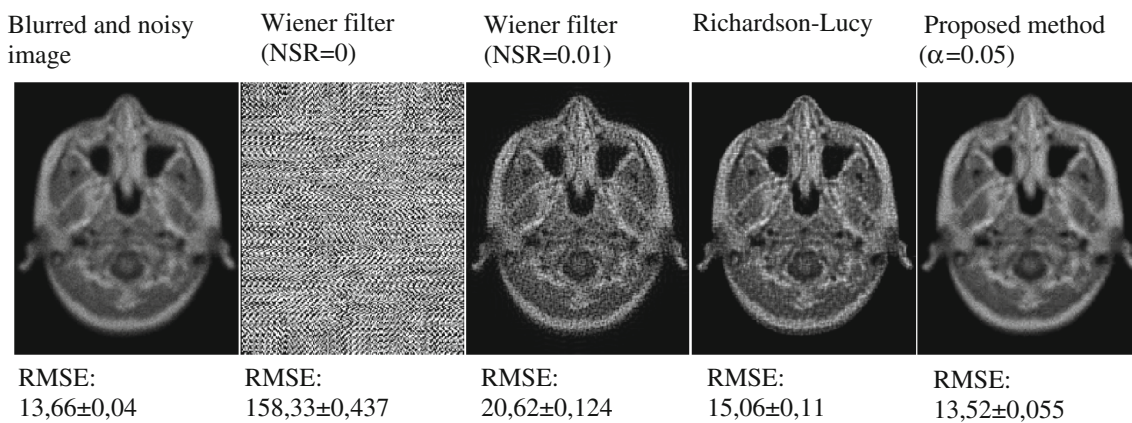 Blurred and noisy
image
Wiener filter
(NSR=0)
Wiener filter
(NSR=0.01)
Richardson-Lucy
Proposed method
(α=0.05)
RMSE:
13,66±0,04
RMSE:
158,33±0,437
RMSE:
20,62±0,124
RMSE:
15,06±0,11
RMSE:
13,52±0,055